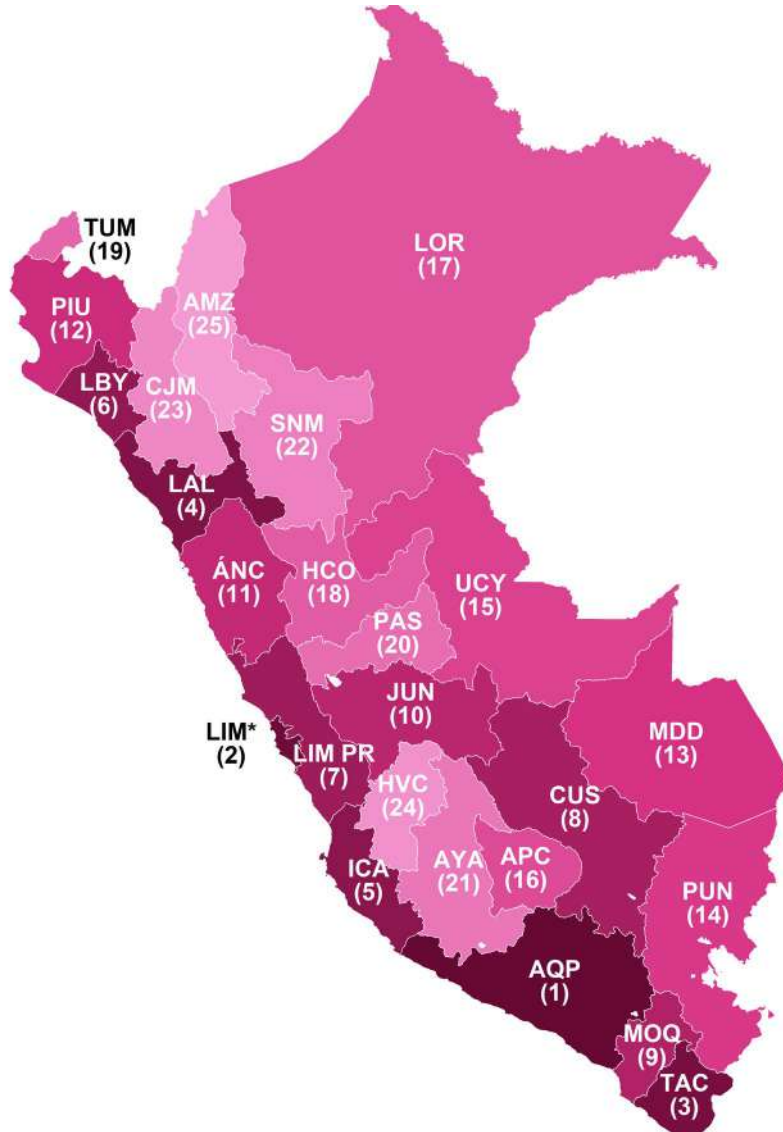 TUM
(19)
LOR
(17)
PIU
(12)
AMZ
(25)
LBY
(6)
CJM
(23)
SNM
(22)
LAL
(4)
ÁNC
(11)
HCO
(18)
UCY
(15)
PAS
(20)
JUN
(10)
LIM*
(2)
LIM PR
(7)
MDD
(13)
HVC
(24)
CUS
(8)
ICA
(5)
AYA
(21)
APC
(16)
PUN
(14)
AQP
(1)
MOQ
(9)
TAC
(3)